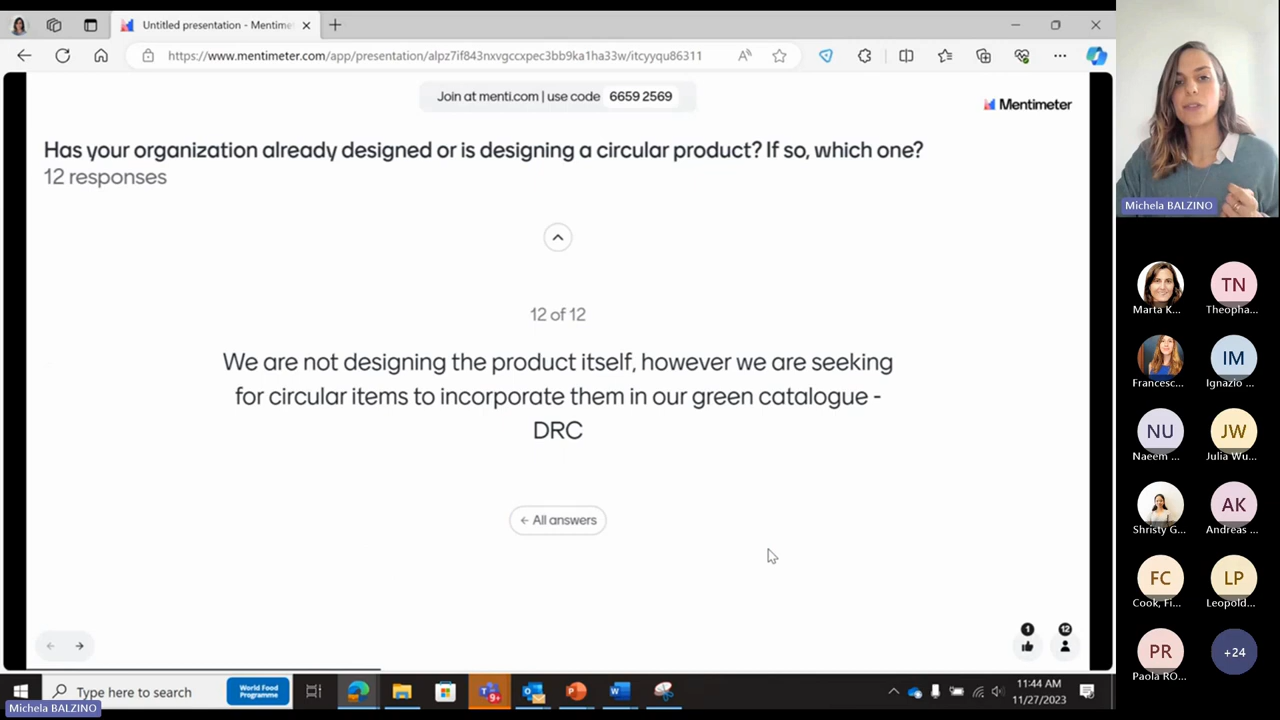 Untitled presentation - Mentime
https://www.mentimeter.com/app/presentation/alpz7if843nxvgccxpec3bb9ka1ha33w/itcyyqu86311
Join at menti.com | use code 6659 2569
Mentimeter
Has your organization already designed or is designing a circular product? If so, which one?
12 responses
12 of 12
We are not designing the product itself, however we are seeking
for circular items to incorporate them in our green catalogue -
DRC
← All answers
1
12
Type here to search
World Food
Programme
9+
11:44 AM
11/27/2023
Michela BALZINO
Michela BALZINO
TN
Marta K...
Theopha...
IM
Francesc...
Ignazio ...
NU
JW
Naeem ...
Julia Wu...
AK
Shristy G...
Andreas ...
FC
LP
Cook, Fi...
Leopold...
PR
+24
Paola RO...